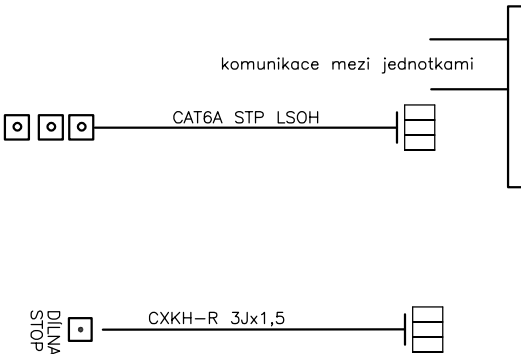 komunikace mezi jednotkami
CAT6A STP LSOH
CXKH-R 3Jx1,5
DÍLNA
STOP